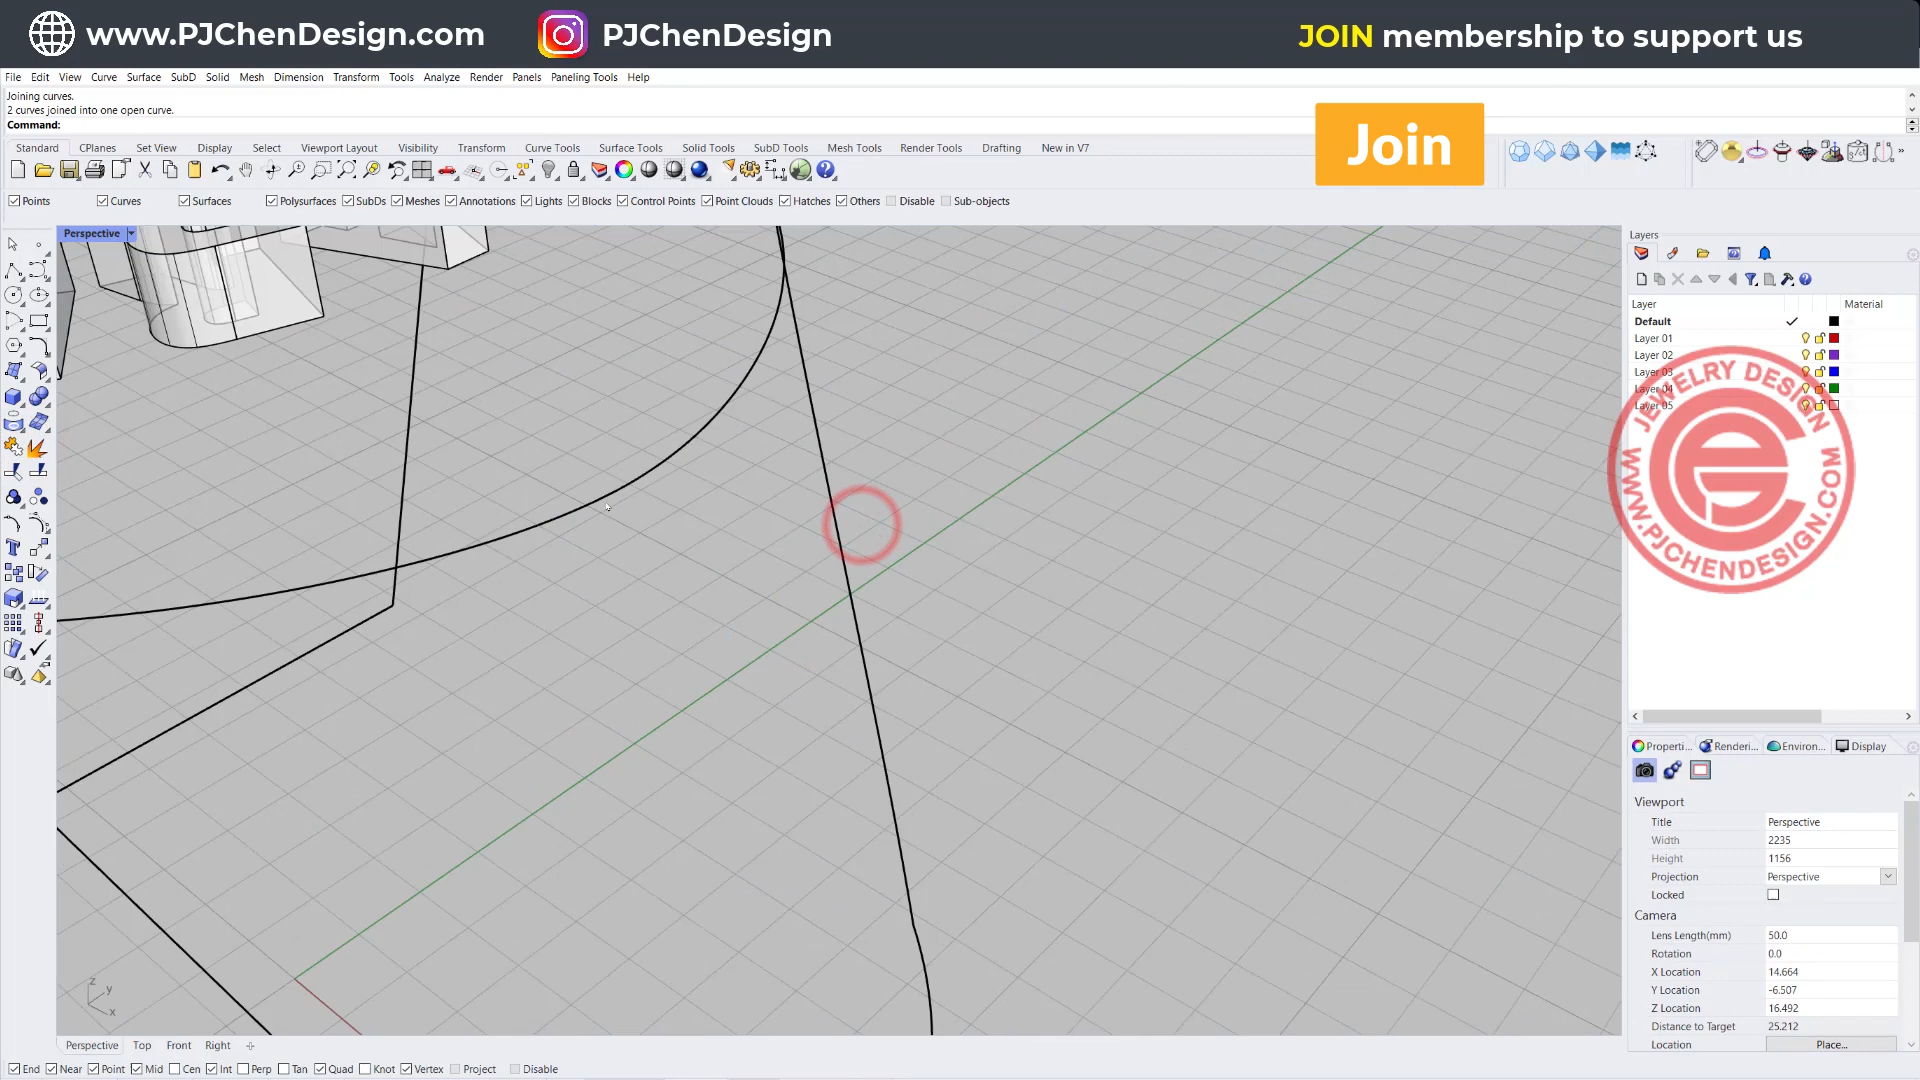 www.PJChenDesign.com
PJChenDesign
JOIN membership to support us
File Edit View Curve Surface SubD Solid Mesh Dimension Transform Tools Analyze Render Panels Paneling Tools Help
Joining curves.
2 curves joined into one open curve.
Command:
Join
Standard CPlanes Set View Display Select Viewport Layout Visibility Transform Curve Tools Surface Tools Solid Tools SubD Tools Mesh Tools Render Tools Drafting New in V7
Points Curves Surfaces Polysurfaces SubDs Meshes Annotations Lights Blocks Control Points Point Clouds Hatches Others Disable Sub-objects
Perspective
Layers
Layer Material
Default
Layer 01
Layer 02
Layer 03
Layer 04
Layer 05
JEWELRY DESIGN
WWW.PJCHENDESIGN.COM
Properti... Renderi... Environ... Display
Viewport
Title Perspective
Width 2235
Height 1156
Projection Perspective
Locked
Camera
Lens Length(mm) 50.0
Rotation 0.0
X Location 14.664
Y Location -6.507
Z Location 16.492
Distance to Target 25.212
Location Place...
z
y
x
Perspective Top Front Right
End Near Point Mid Cen Int Perp Tan Quad Knot Vertex Project Disable